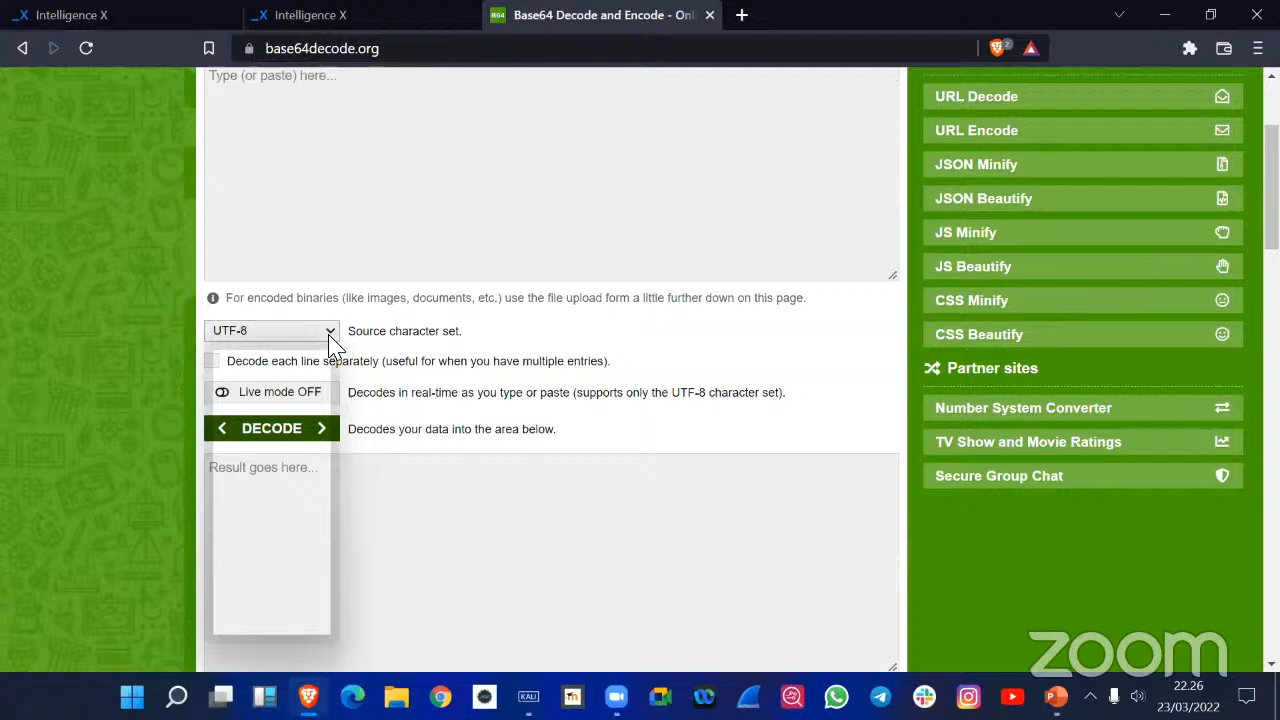 Intelligence X
Intelligence X
B64
Base64 Decode and Encode - Onl
base64decode.org
2
Type (or paste) here...
For encoded binaries (like images, documents, etc.) use the file upload form a little further down on this page.
UTF-8
Source character set.
Decode each line separately (useful for when you have multiple entries).
Live mode OFF
Decodes in real-time as you type or paste (supports only the UTF-8 character set).
DECODE
Decodes your data into the area below.
Result goes here...
URL Decode
URL Encode
JSON Minify
JSON Beautify
JS Minify
JS Beautify
CSS Minify
CSS Beautify
Partner sites
Number System Converter
TV Show and Movie Ratings
Secure Group Chat
zoom
KALI
22.26
23/03/2022